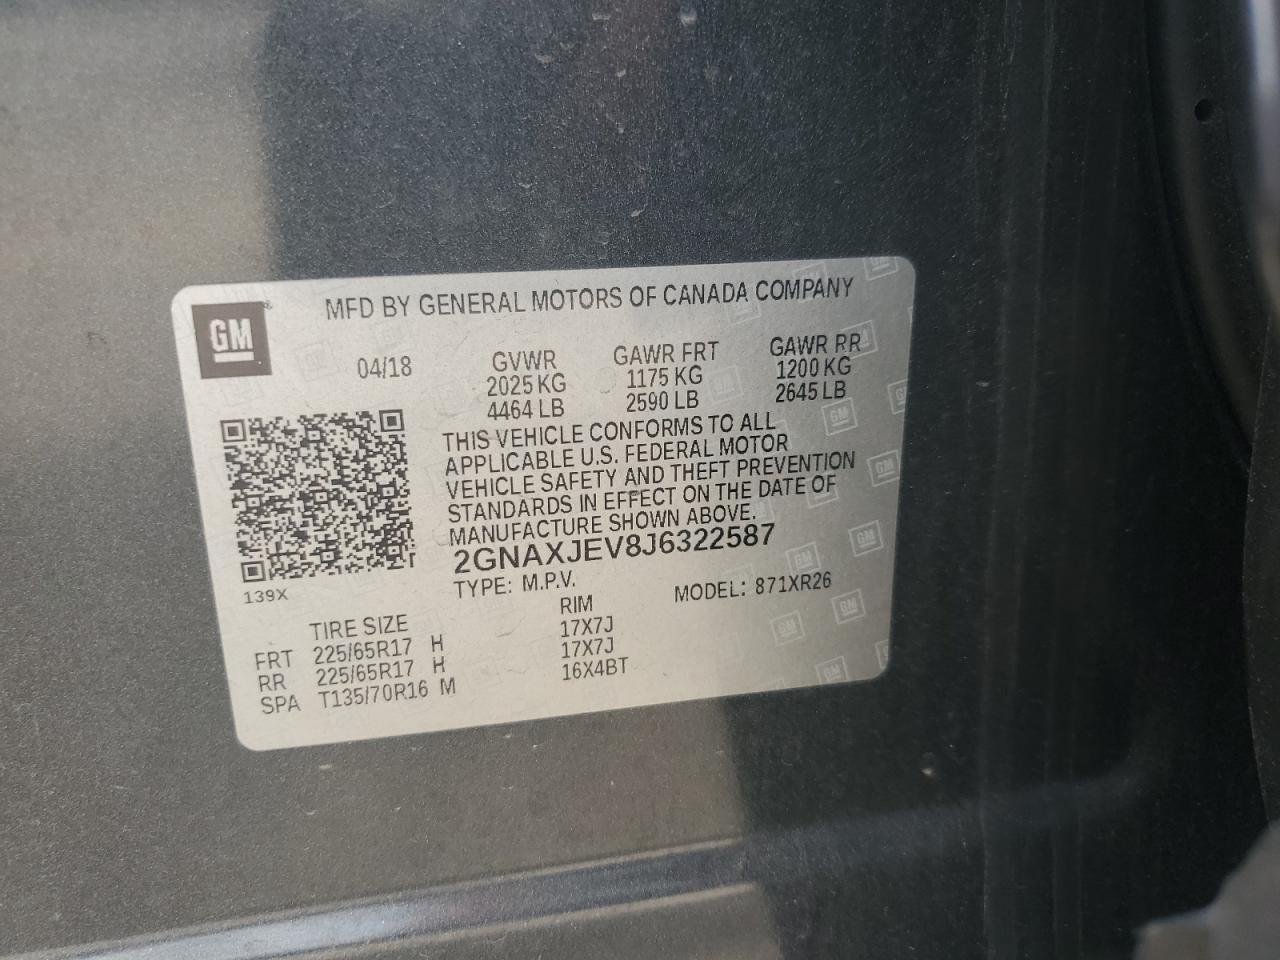 MFD BY GENERAL MOTORS OF CANADA COMPANY
GM®
04/18 GVWR GAWR FRT GAWR RR
2025 KG 1175 KG 1200 KG
4464 LB 2590 LB 2645 LB
THIS VEHICLE CONFORMS TO ALL
APPLICABLE U.S. FEDERAL MOTOR
VEHICLE SAFETY AND THEFT PREVENTION
STANDARDS IN EFFECT ON THE DATE OF
MANUFACTURE SHOWN ABOVE.
2GNAXJEV8J6322587
139X
TYPE: M.P.V. MODEL: 871XR26
TIRE SIZE RIM
FRT 225/65R17 H 17X7J
RR 225/65R17 H 17X7J
SPA T135/70R16 M 16X4BT